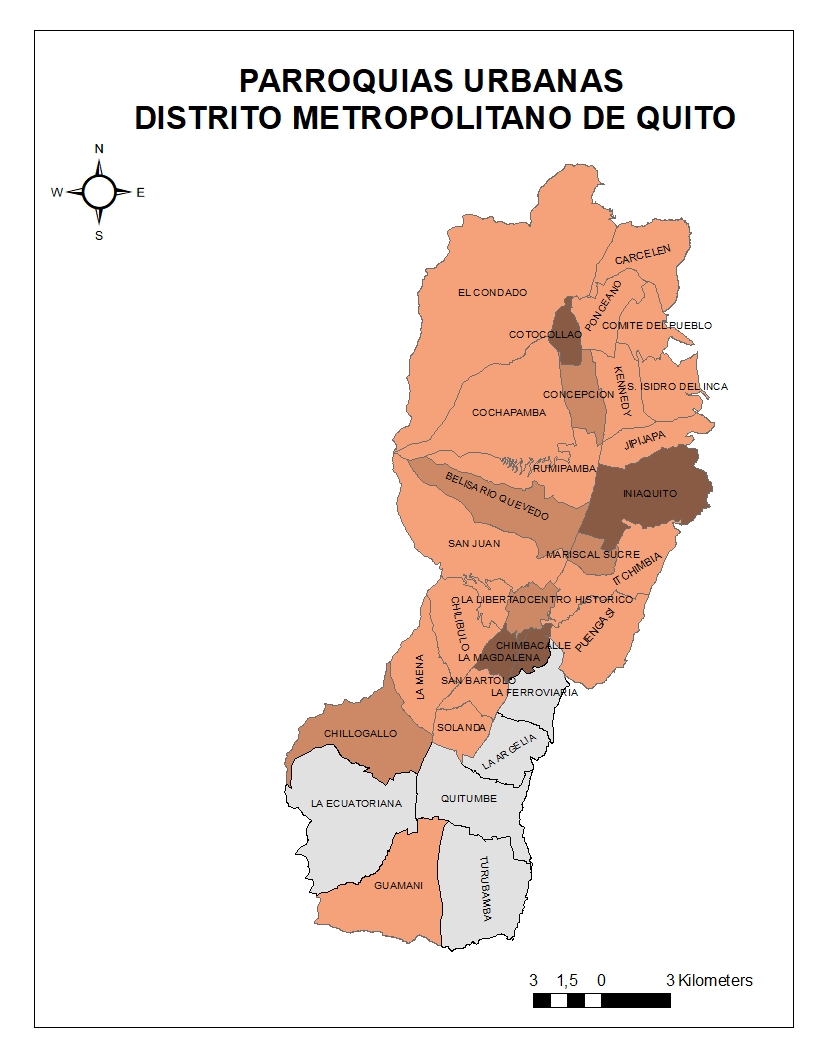 PARROQUIAS URBANAS
DISTRITO METROPOLITANO DE QUITO
N
W E
S
CARCELEN
EL CONDADO
PONCEANO
COMITE DEL PUEBLO
COTOCOLLAO
KENNEDY
S. ISIDRO DEL INCA
CONCEPCION
COCHAPAMBA
JIPIJAPA
RUMIPAMBA
BELISARIO QUEVEDO
INIAQUITO
SAN JUAN
MARISCAL SUCRE
ITCHIMBIA
LA LIBERTAD
CENTRO HISTORICO
CHILIBULO
PUENGASI
CHIMBACALLE
LA MAGDALENA
LA MENA
SAN BARTOLO
LA FERROVIARIA
SOLANDA
CHILLOGALLO
LA ARGELIA
LA ECUATORIANA
QUITUMBE
GUAMANI
TURUBAMBA
3 1,5 0 3 Kilometers